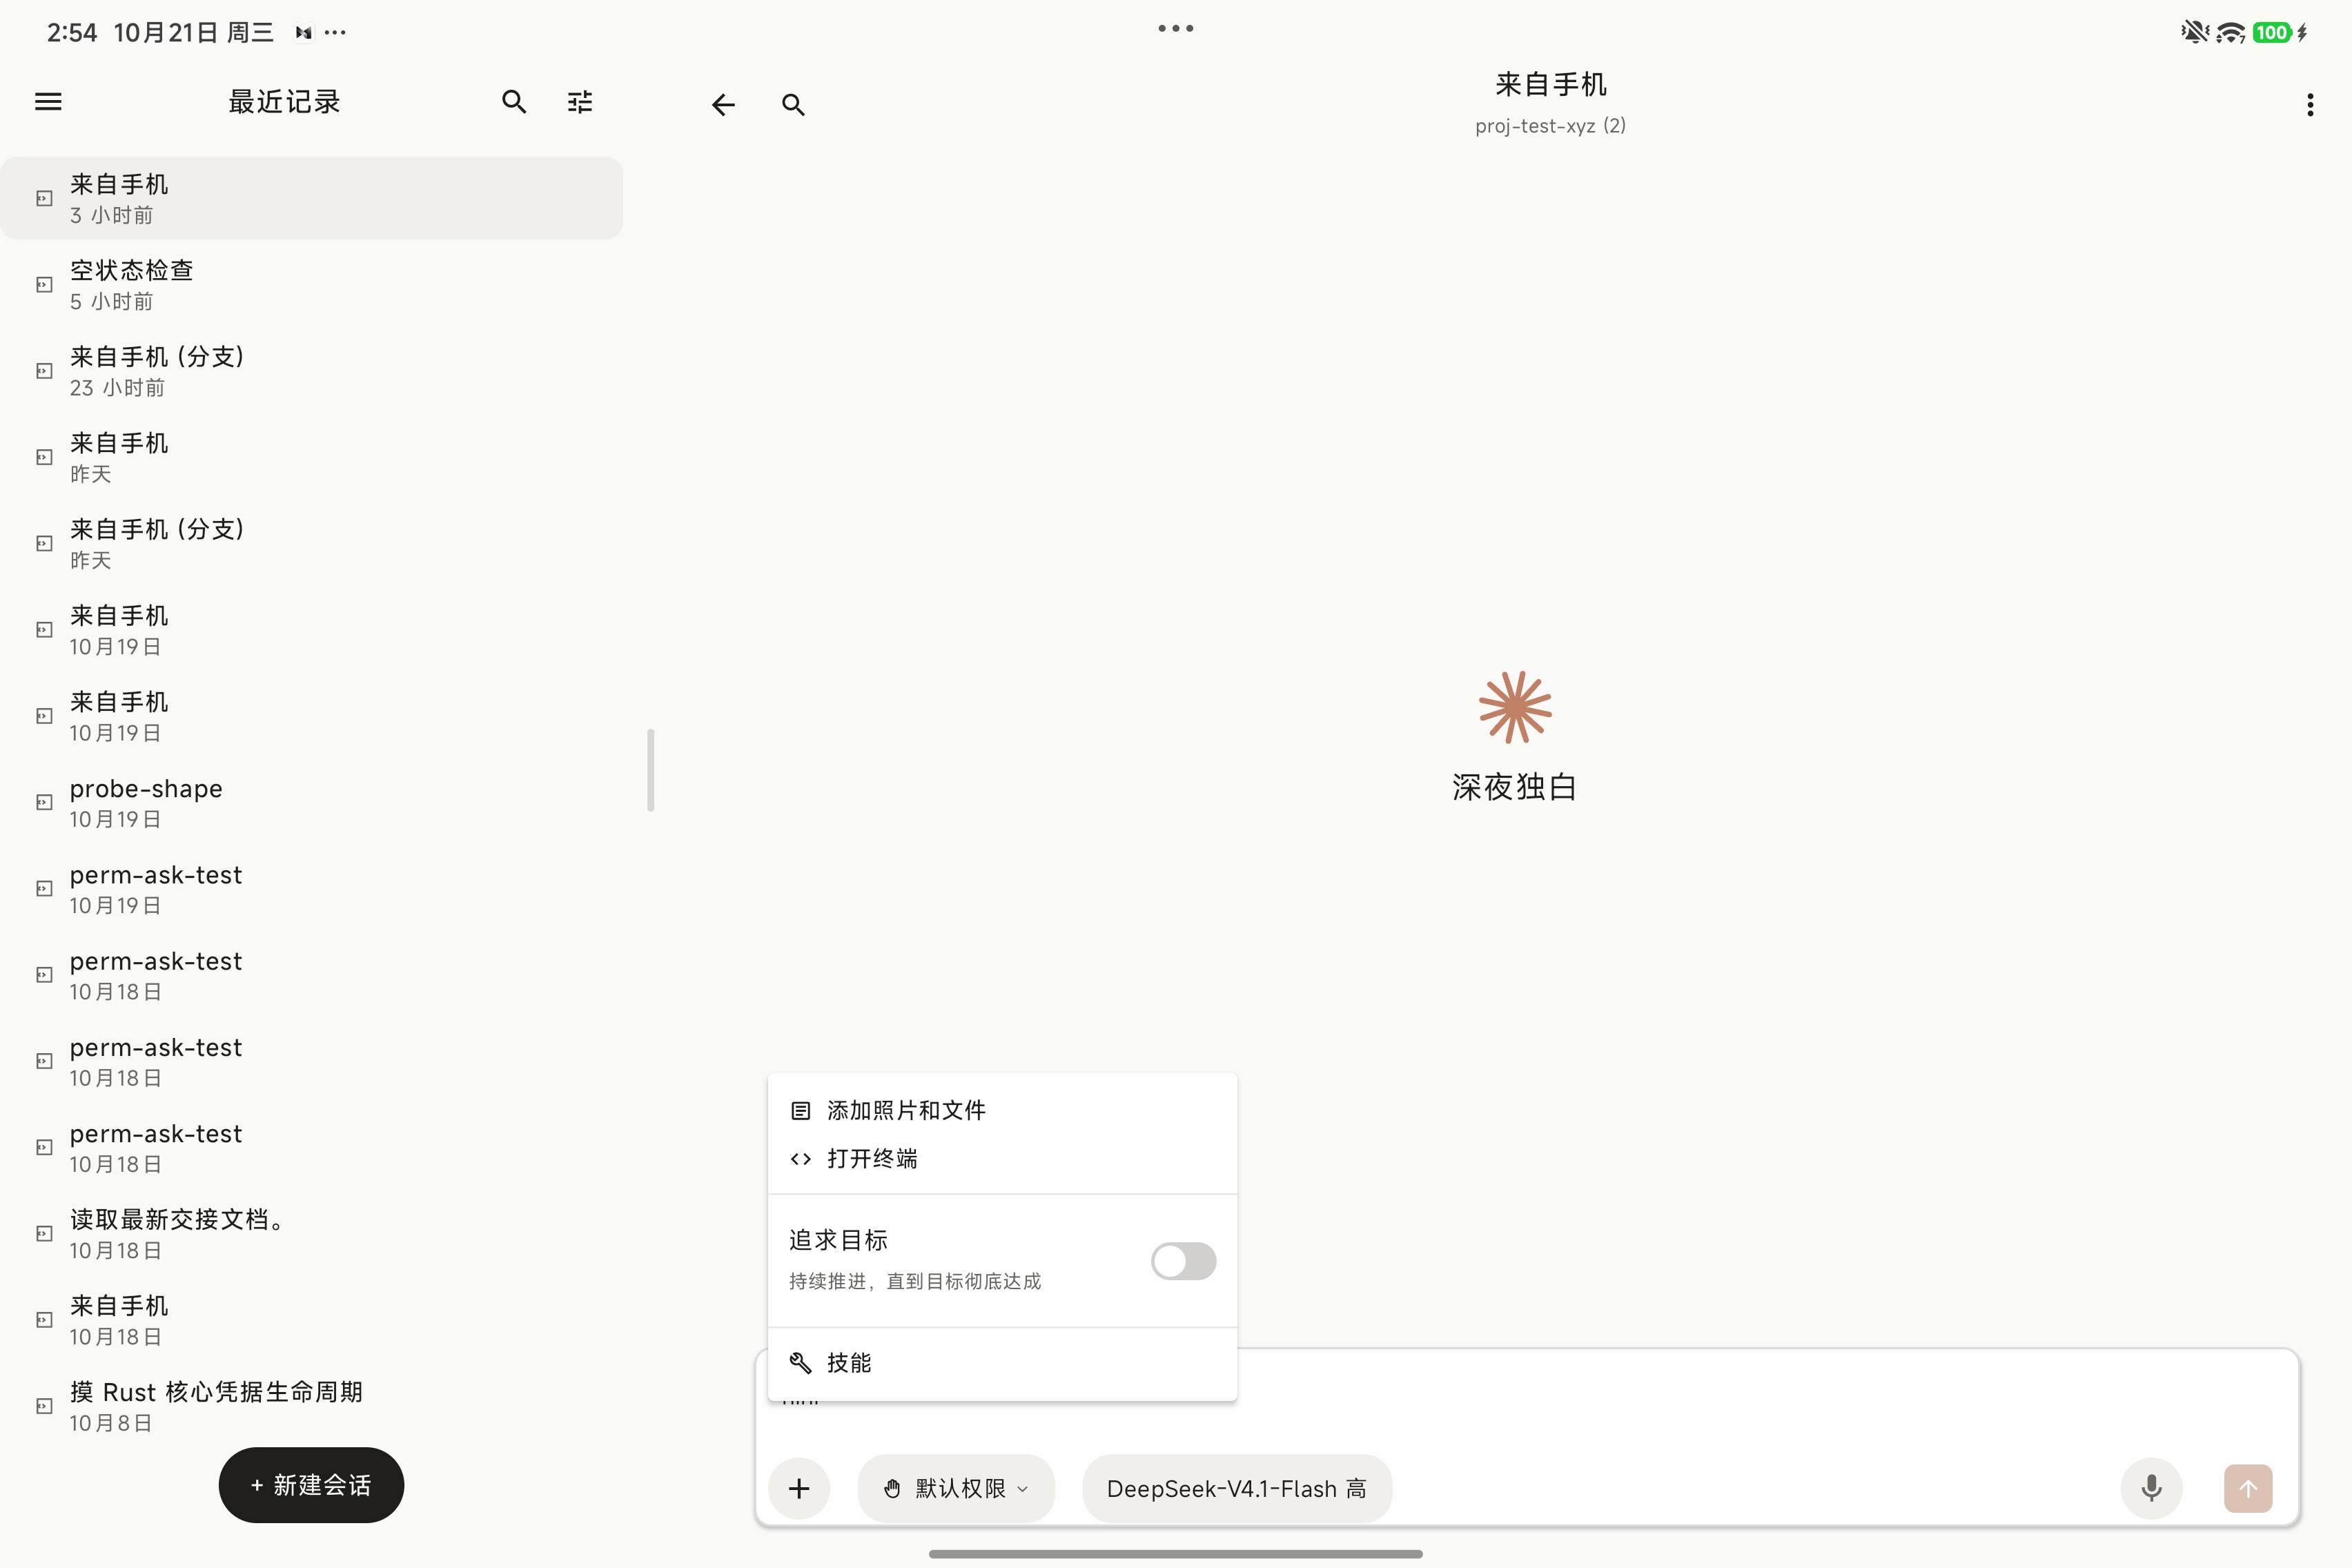 2:54 10月21日 周三
100
最近记录
来自手机
3 小时前
空状态检查
5 小时前
来自手机 (分支)
23 小时前
来自手机
昨天
来自手机 (分支)
昨天
来自手机
10月19日
来自手机
10月19日
probe-shape
10月19日
perm-ask-test
10月19日
perm-ask-test
10月18日
perm-ask-test
10月18日
perm-ask-test
10月18日
读取最新交接文档。
10月18日
来自手机
10月18日
摸 Rust 核心凭据生命周期
10月8日
+ 新建会话
来自手机
proj-test-xyz (2)
深夜独白
添加照片和文件
打开终端
追求目标
持续推进，直到目标彻底达成
技能
默认权限
DeepSeek-V4.1-Flash 高